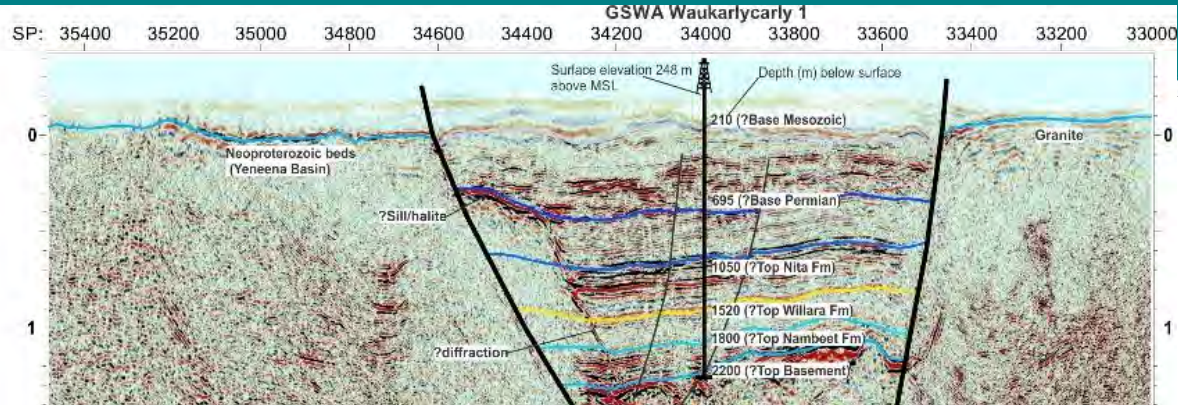 GSWA Waukarlycarly 1
SP: 35400 35200 35000 34800 34600 34400 34200 34000 33800 33600 33400 33200 33000
Surface elevation 248 m
above MSL
Depth (m) below surface
210 (?Base Mesozoic)
0
0
Neoproterozoic beds
(Yeneena Basin)
Granite
?Sill/halite
695 (?Base Permian)
1050 (?Top Nita Fm)
1520 (?Top Willara Fm)
1
1
1800 (?Top Nambeet Fm)
?diffraction
2200 (?Top Basement)